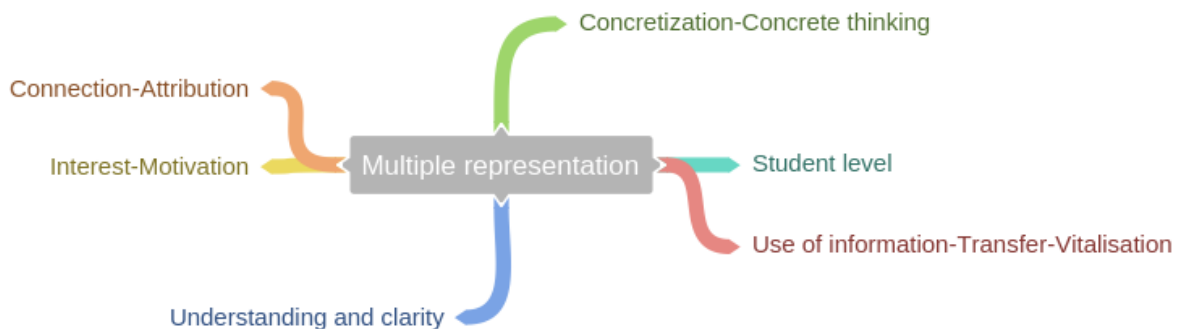 Concretization-Concrete thinking
Connection-Attribution
Interest-Motivation
Multiple representation
Student level
Use of information-Transfer-Vitalisation
Understanding and clarity